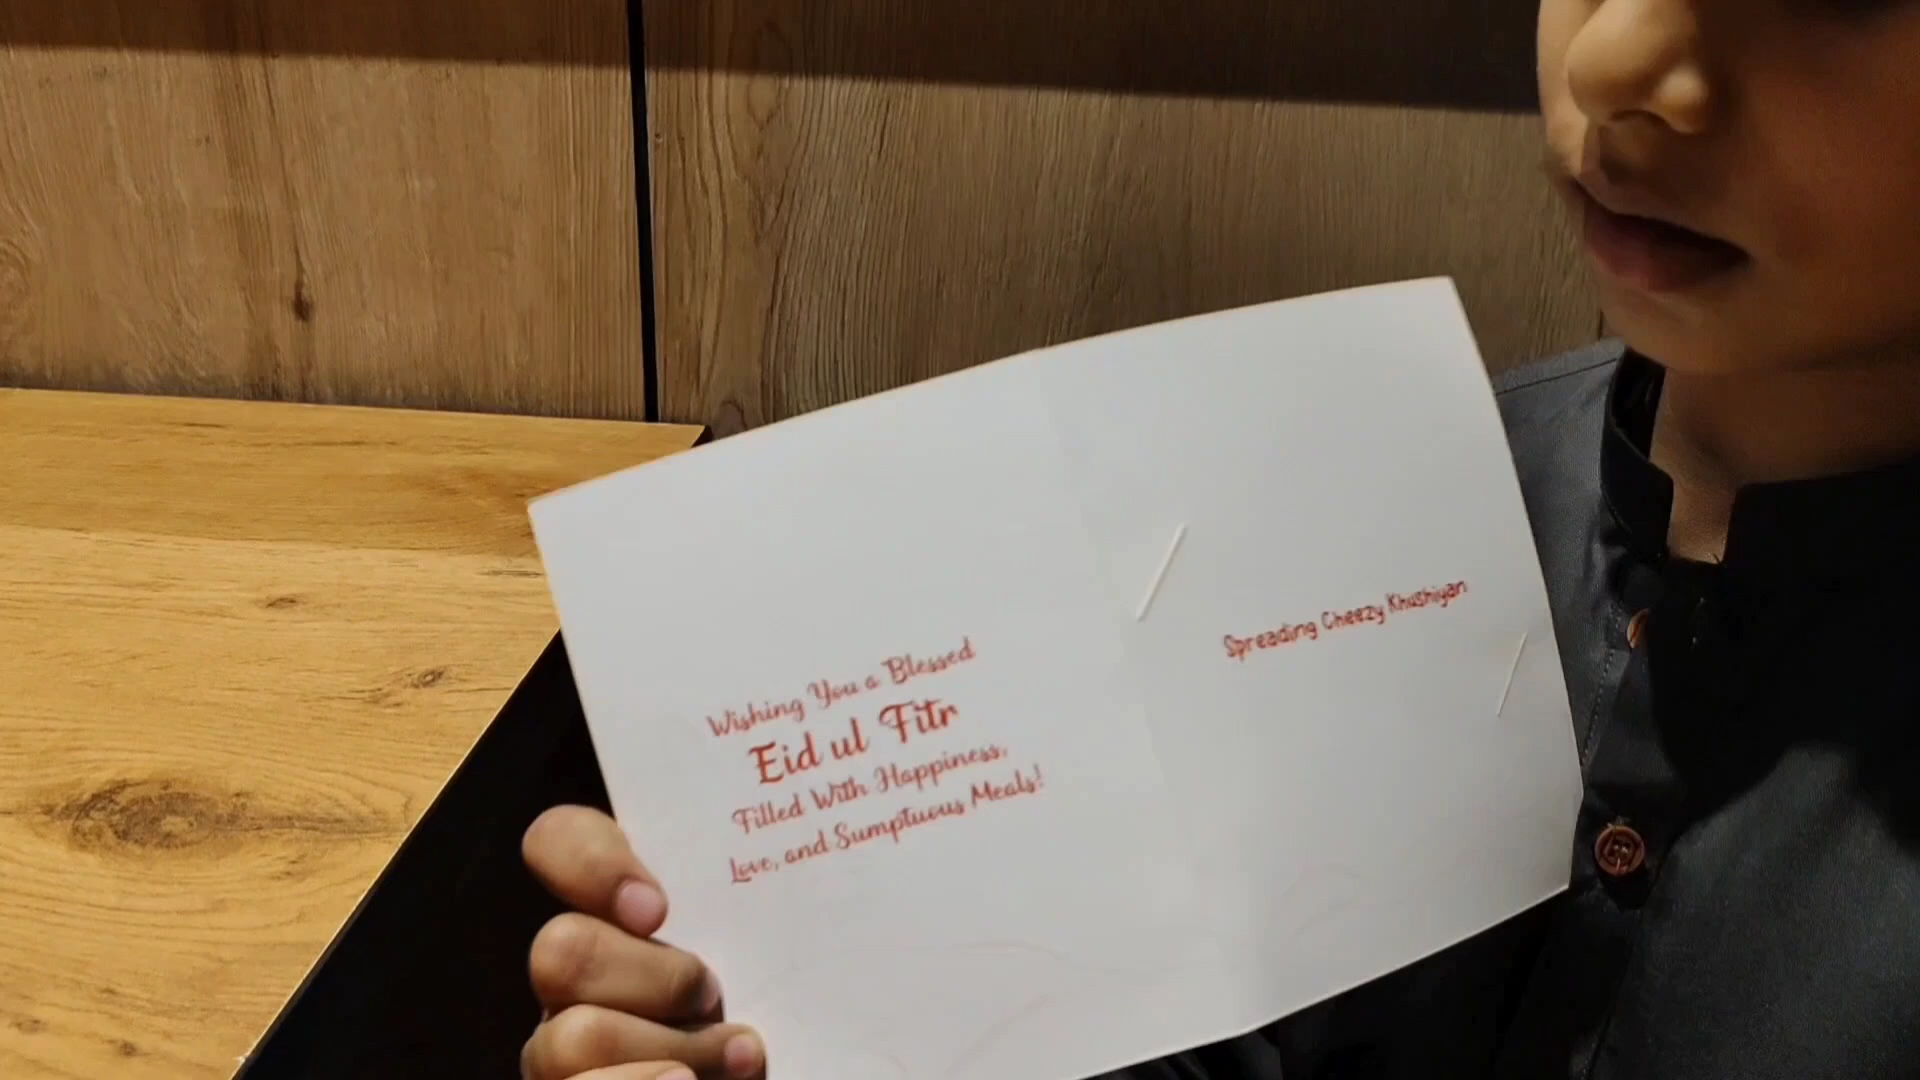 Wishing You a Blessed
Eid ul Fitr
Filled With Happiness,
Love, and Sumptuous Meals!
Spreading Cheezy Khushiyan